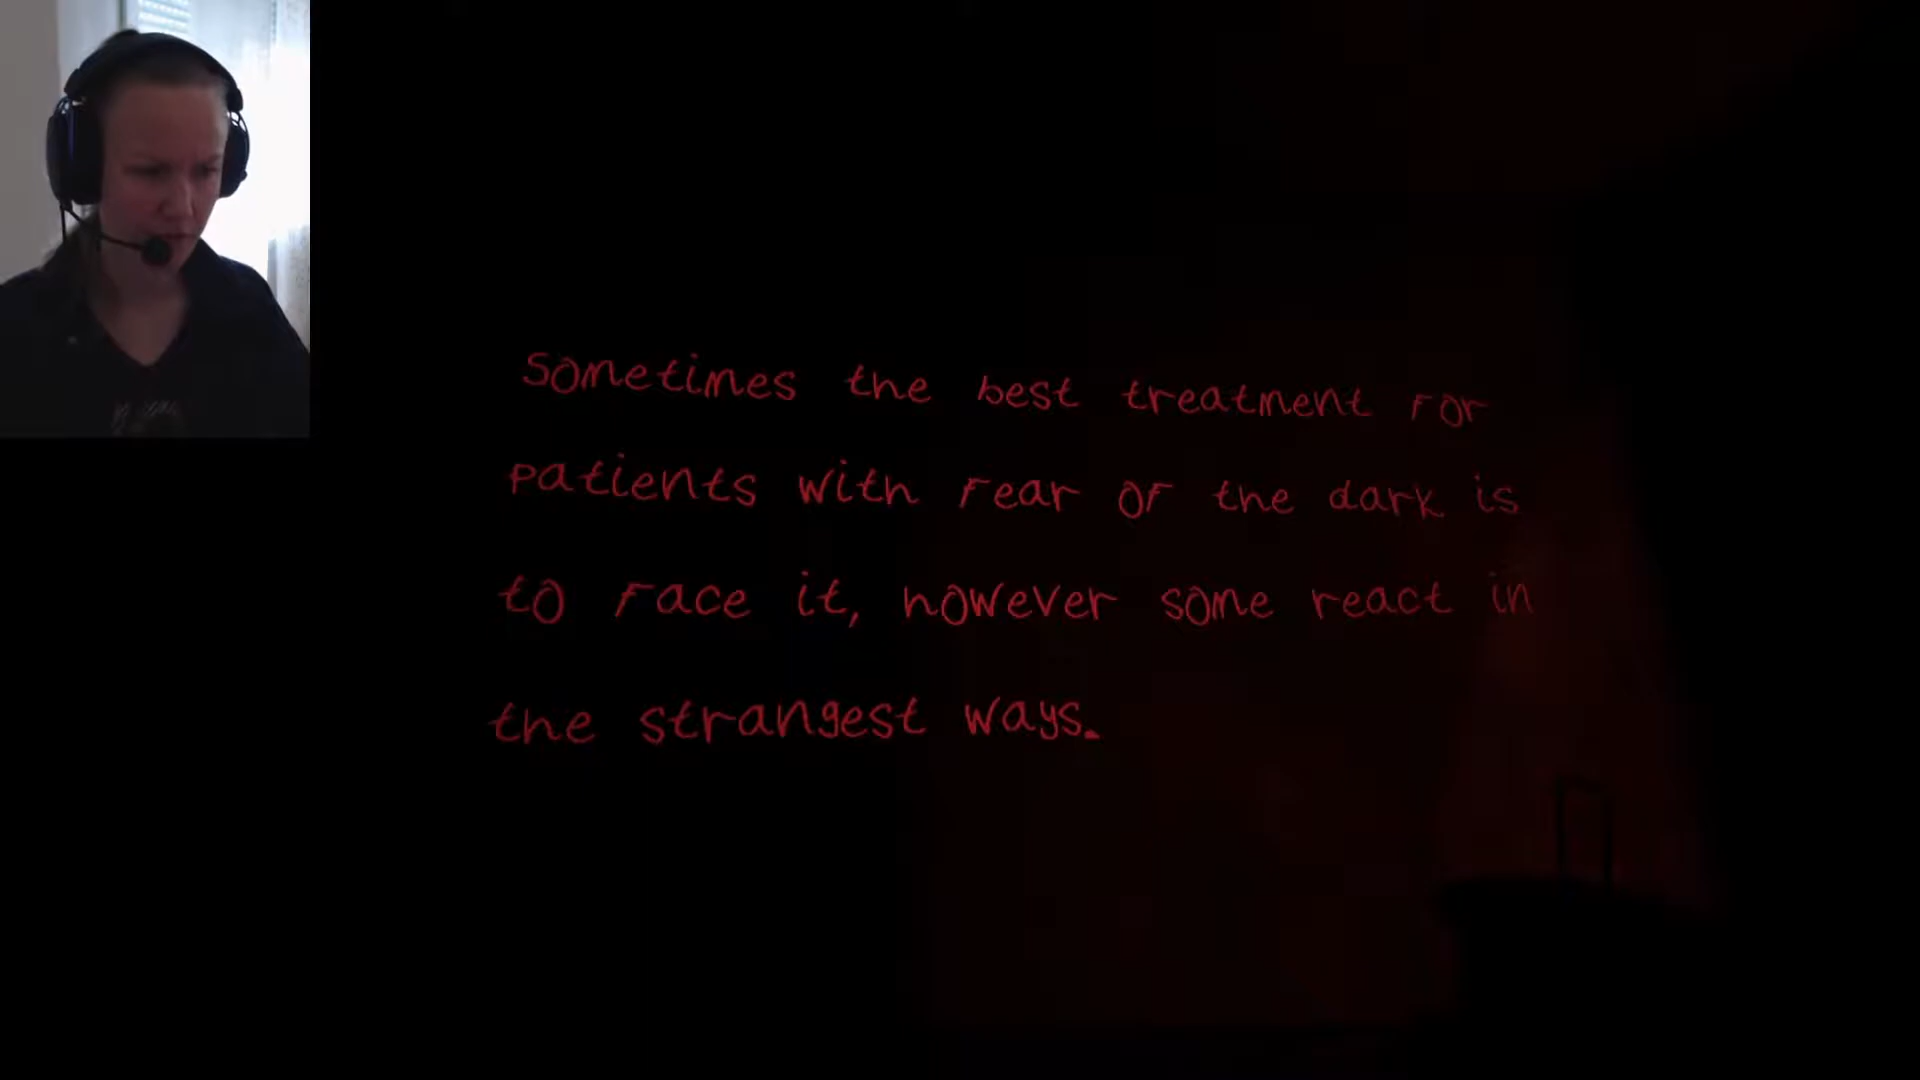 Sometimes the best treatment for
patients with fear of the dark is
to face it, however some react in
the strangest ways.